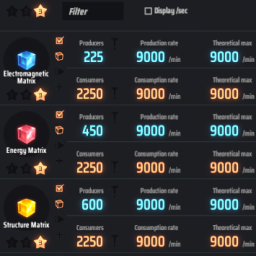 3 Filter Display /sec
Producers Production rate Theoretical max
225 9000 /min 9000 /min
Electromagnetic
Matrix
Consumers Consumption rate Theoretical max
3 2250 9000 /min 9000 /min
Producers Production rate Theoretical max
450 9000 /min 9000 /min
Energy Matrix
Consumers Consumption rate Theoretical max
3 2250 9000 /min 9000 /min
Producers Production rate Theoretical max
600 9000 /min 9000 /min
Structure Matrix
Consumers Consumption rate Theoretical max
3 2250 9000 /min 9000 /min